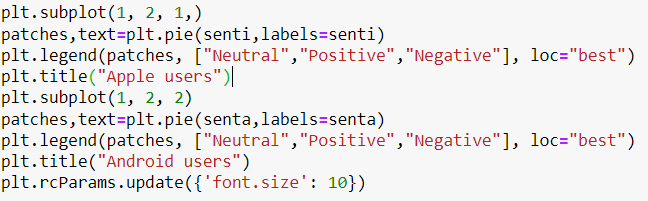 plt.subplot(1, 2, 1,)
patches,text=plt.pie(senti,labels=senti)
plt.legend(patches, ["Neutral","Positive","Negative"], loc="best")
plt.title("Apple users")
plt.subplot(1, 2, 2)
patches,text=plt.pie(senta,labels=senta)
plt.legend(patches, ["Neutral","Positive","Negative"], loc="best")
plt.title("Android users")
plt.rcParams.update({'font.size': 10})